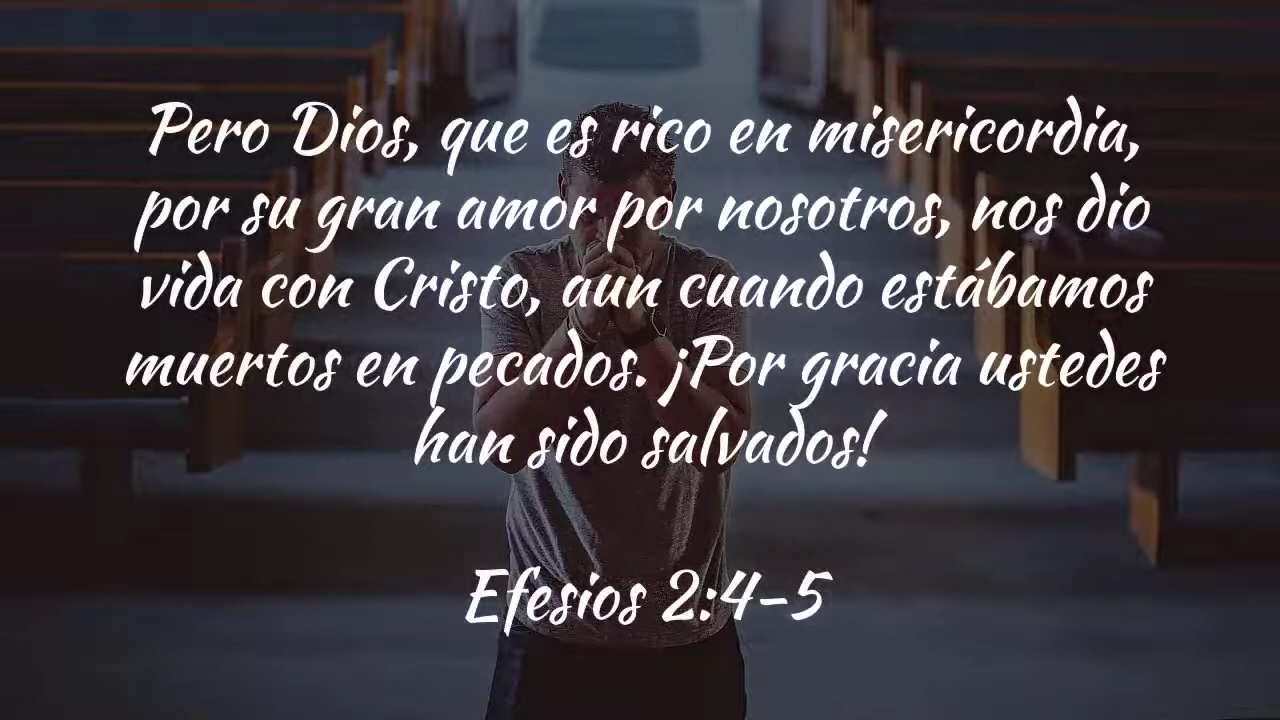 Pero Dios, que es rico en misericordia,
por su gran amor por nosotros, nos dio
vida con Cristo, aun cuando estábamos
muertos en pecados. ¡Por gracia ustedes
han sido salvados!
Efesios 2:4-5